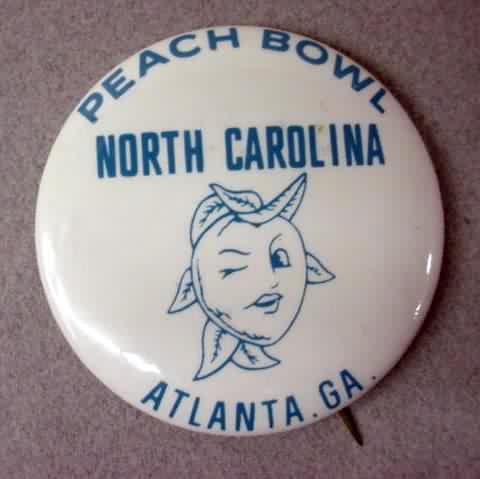 PEACH BOWL
NORTH CAROLINA
ATLANTA. GA.